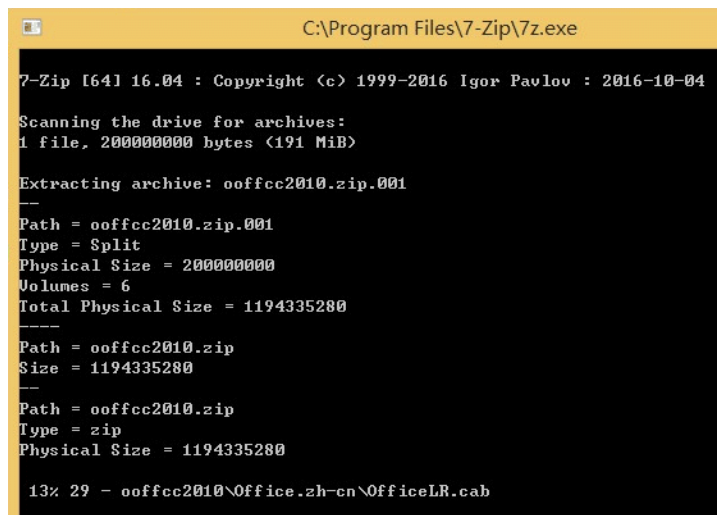 C:\Program Files\7-Zip\7z.exe
7-Zip [64] 16.04 : Copyright (c) 1999-2016 Igor Pavlov : 2016-10-04
Scanning the drive for archives:
1 file, 200000000 bytes (191 MiB)
Extracting archive: ooffcc2010.zip.001
--
Path = ooffcc2010.zip.001
Type = Split
Physical Size = 200000000
Volumes = 6
Total Physical Size = 1194335280
----
Path = ooffcc2010.zip
Size = 1194335280
--
Path = ooffcc2010.zip
Type = zip
Physical Size = 1194335280
13% 29 - ooffcc2010\Office.zh-cn\OfficeLR.cab